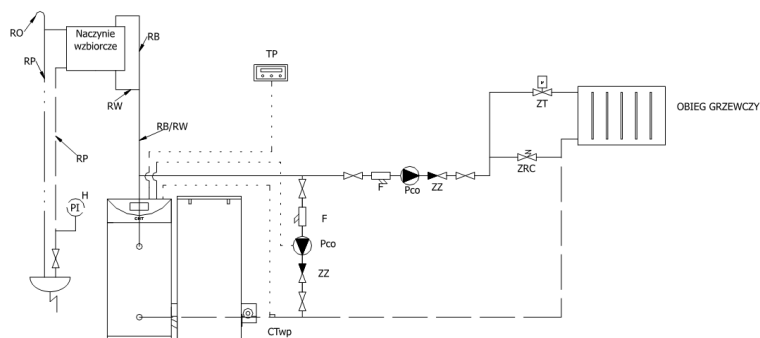 RO
Naczynie
wzbiorcze
RB
RP
RW
TP
P
ZT
OBIEG GRZEWCZY
RB/RW
RP
ZRC
F
Pco
ZZ
H
PI
F
Pco
ZZ
CTwp